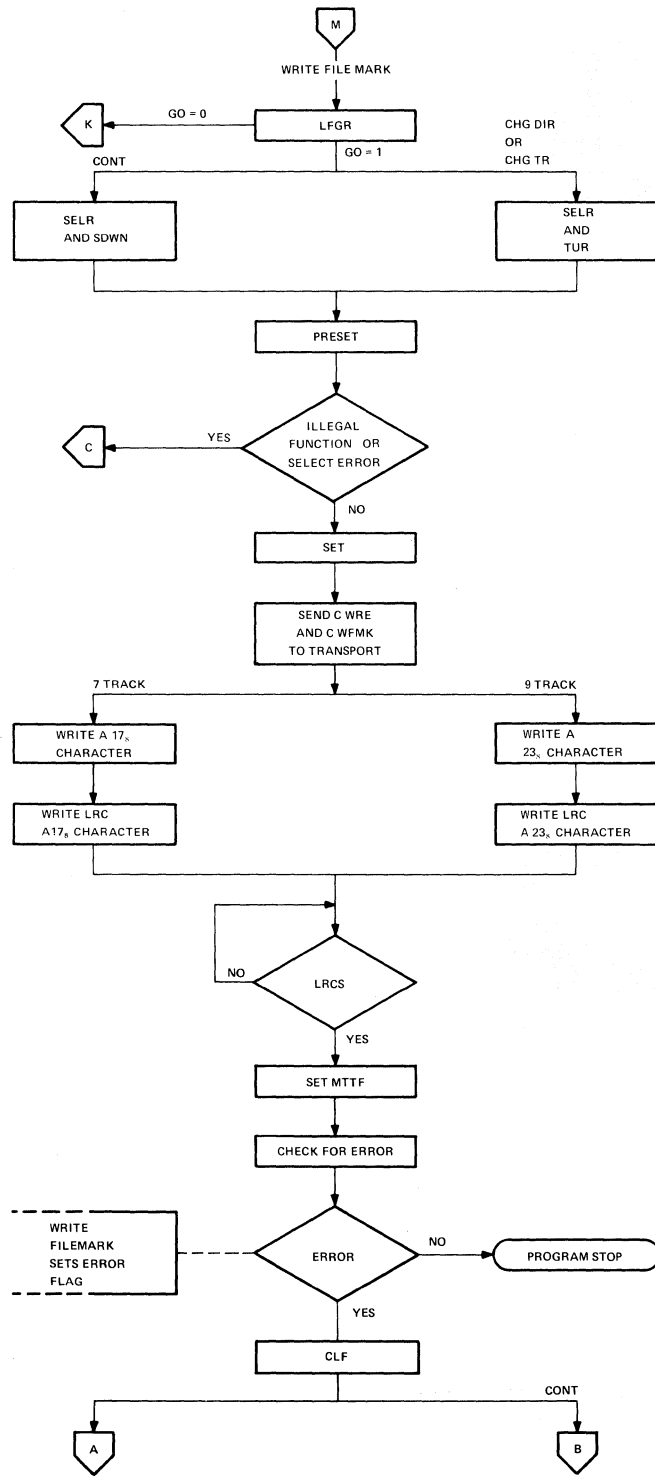 M
WRITE FILE MARK
K
GO = 0
LFGR
CHG DIR
OR
CHG TR
CONT
GO = 1
SELR
AND SDWN
SELR
AND
TUR
PRESET
C
YES
ILLEGAL
FUNCTION OR
SELECT ERROR
NO
SET
SEND C WRE
AND C WFMK
TO TRANSPORT
7 TRACK
9 TRACK
WRITE A 17₈
CHARACTER
WRITE A
23₈ CHARACTER
WRITE LRC
A17₈ CHARACTER
WRITE LRC
A 23₈ CHARACTER
NO
LRCS
YES
SET MTTF
CHECK FOR ERROR
WRITE
FILEMARK
SETS ERROR
FLAG
ERROR
NO
PROGRAM STOP
YES
CLF
CONT
A
B